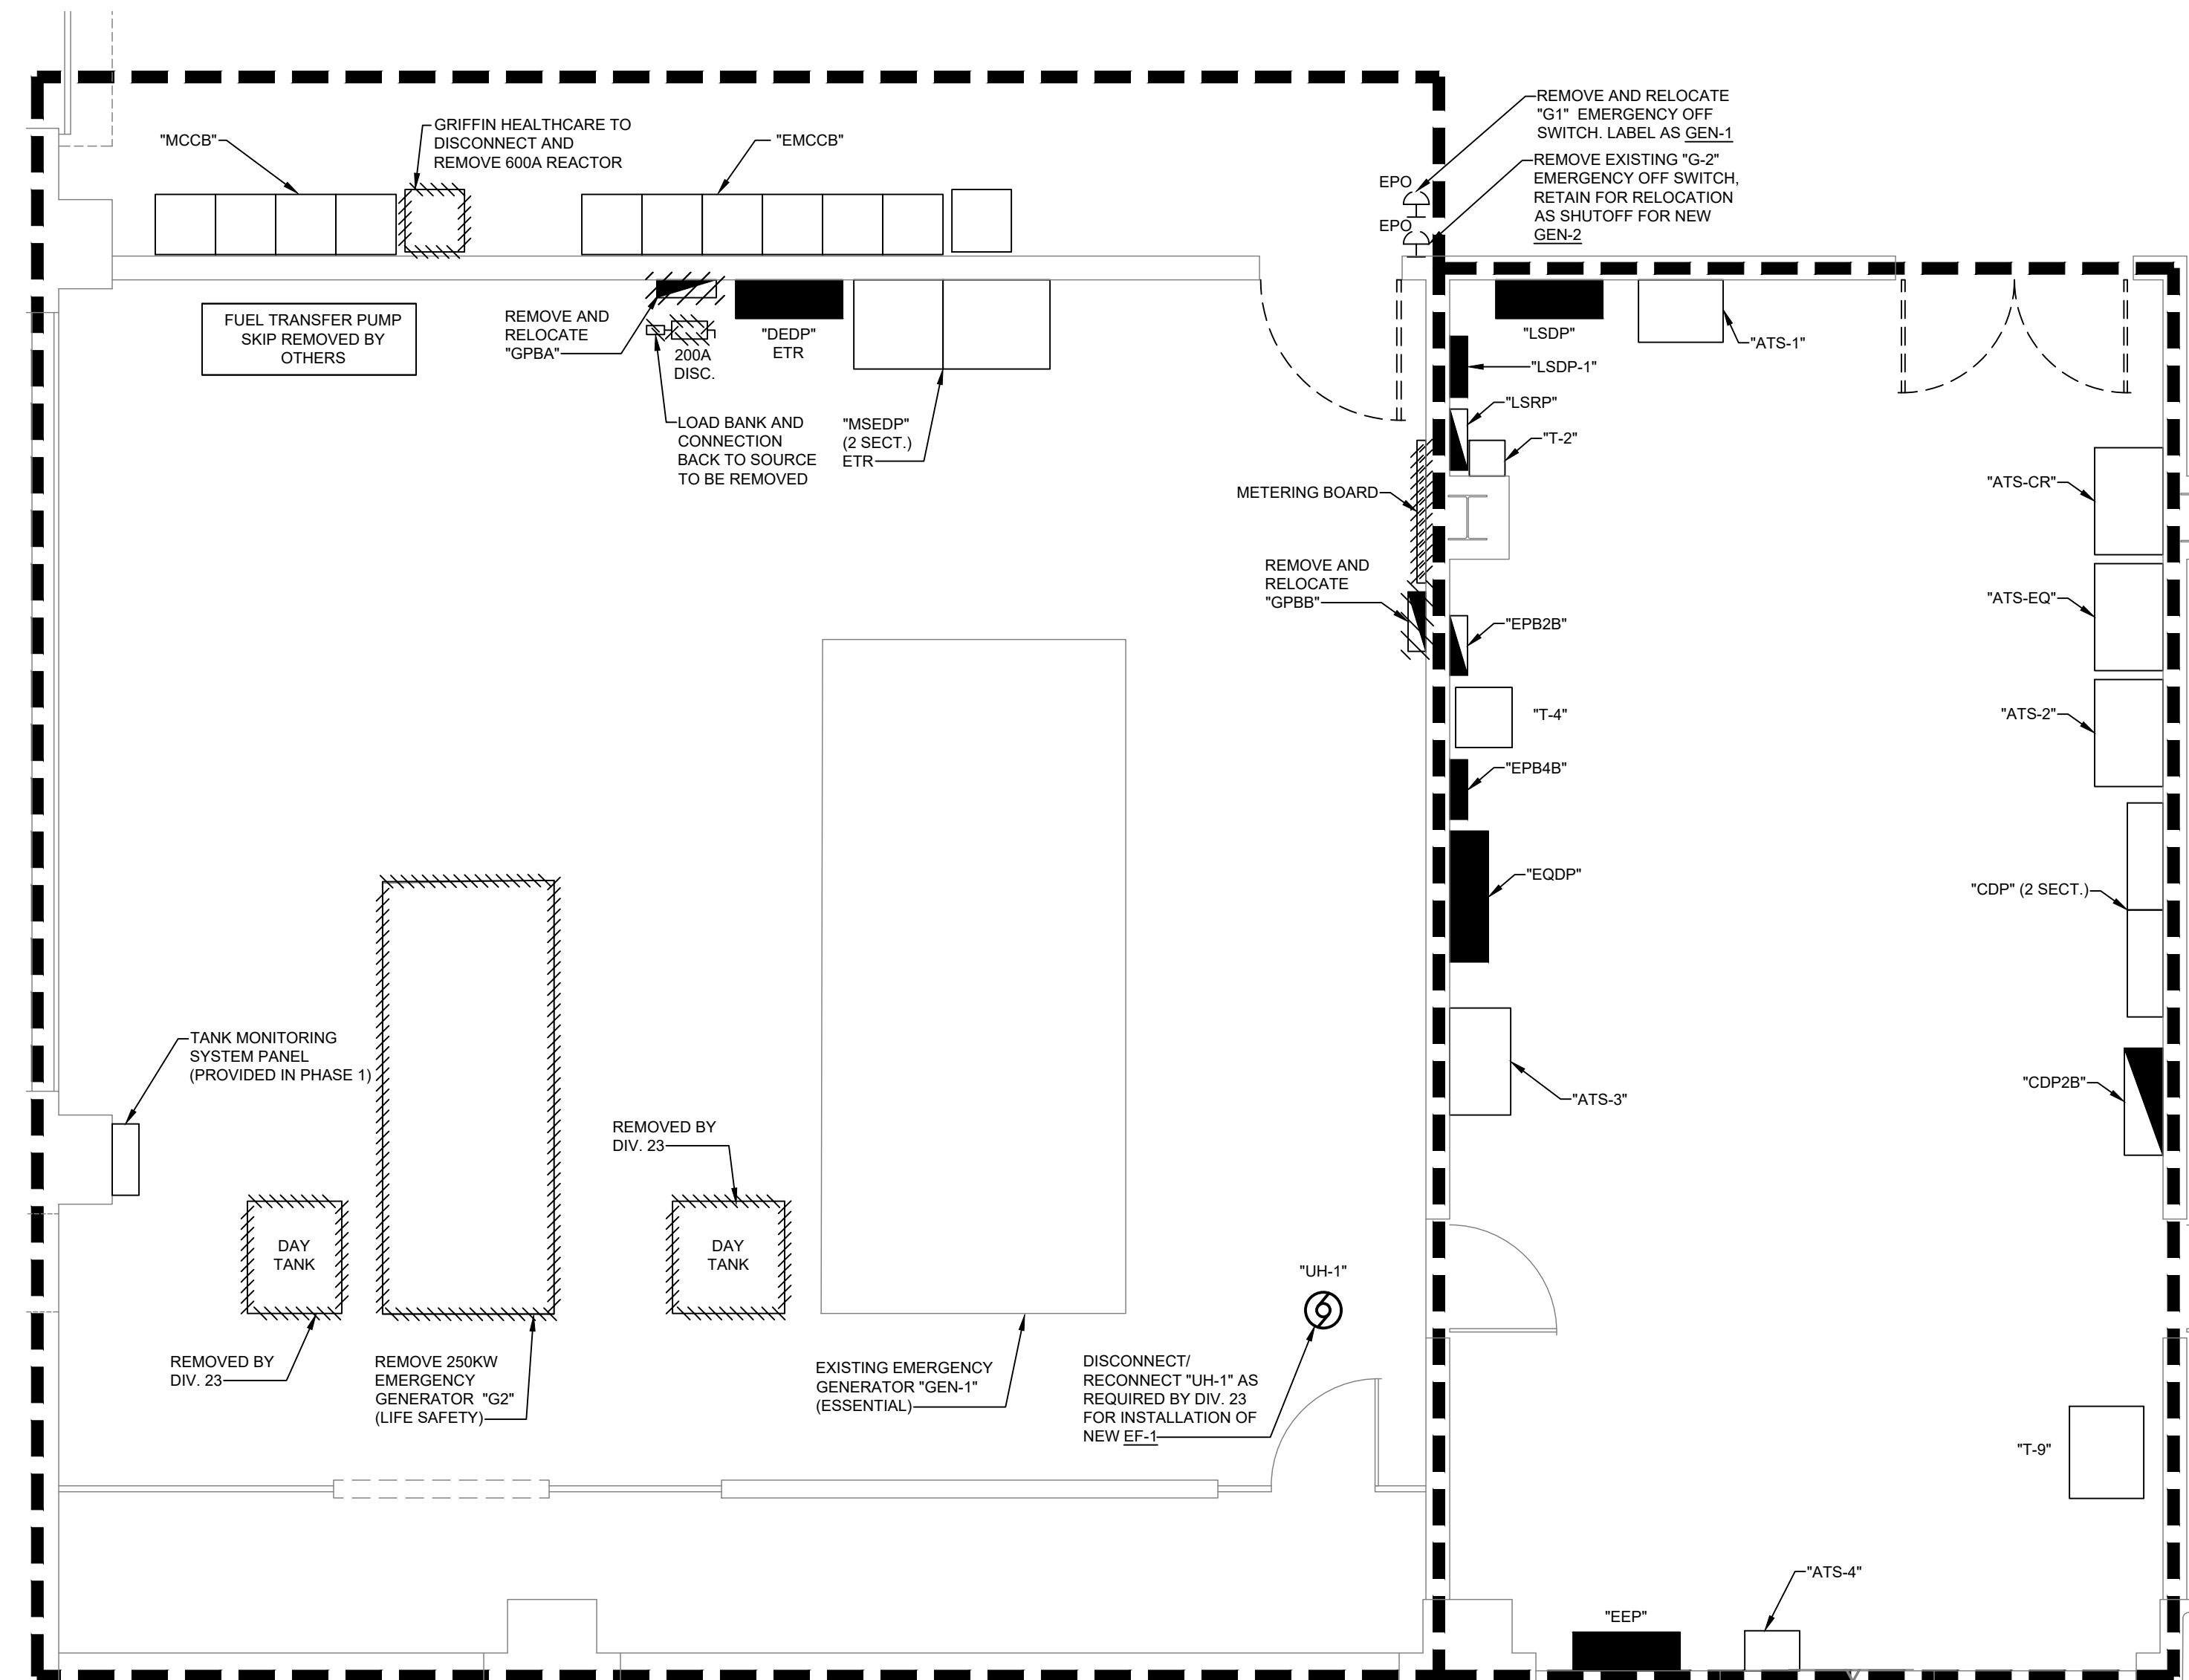 REMOVE AND RELOCATE
"G1" EMERGENCY OFF
SWITCH. LABEL AS GEN-1
GRIFFIN HEALTHCARE TO
DISCONNECT AND
REMOVE 600A REACTOR
"MCCB"
"EMCCB"
REMOVE EXISTING "G-2"
EMERGENCY OFF SWITCH,
RETAIN FOR RELOCATION
AS SHUTOFF FOR NEW
GEN-2
EPO
EPO
FUEL TRANSFER PUMP
SKIP REMOVED BY
OTHERS
REMOVE AND
RELOCATE
"GPBA"
200A
DISC.
"DEDP"
ETR
"LSDP"
"ATS-1"
"LSDP-1"
"LSRP"
"T-2"
LOAD BANK AND
CONNECTION
BACK TO SOURCE
TO BE REMOVED
"MSEDP"
(2 SECT.)
ETR
METERING BOARD
"ATS-CR"
REMOVE AND
RELOCATE
"GPBB"
"ATS-EQ"
"EPB2B"
"T-4"
"ATS-2"
"EPB4B"
"EQDP"
"CDP" (2 SECT.)
TANK MONITORING
SYSTEM PANEL
(PROVIDED IN PHASE 1)
"CDP2B"
"ATS-3"
REMOVED BY
DIV. 23
DAY
TANK
DAY
TANK
"UH-1"
REMOVED BY
DIV. 23
REMOVE 250KW
EMERGENCY
GENERATOR "G2"
(LIFE SAFETY)
EXISTING EMERGENCY
GENERATOR "GEN-1"
(ESSENTIAL)
DISCONNECT/
RECONNECT "UH-1" AS
REQUIRED BY DIV. 23
FOR INSTALLATION OF
NEW EF-1
"T-9"
"ATS-4"
"EEP"